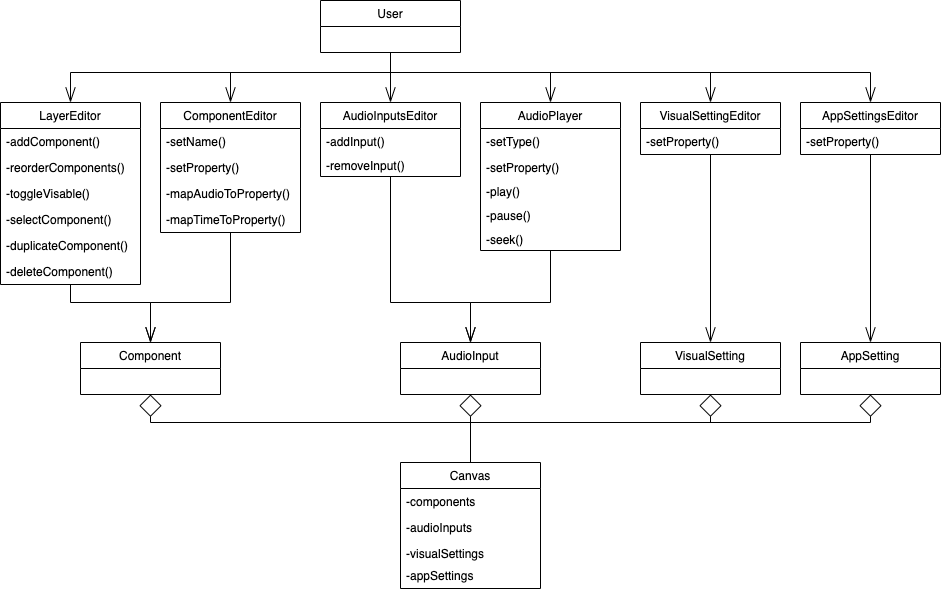 User
LayerEditor
-addComponent()
-reorderComponents()
-toggleVisable()
-selectComponent()
-duplicateComponent()
-deleteComponent()
ComponentEditor
-setName()
-setProperty()
-mapAudioToProperty()
-mapTimeToProperty()
AudioInputsEditor
-addInput()
-removeInput()
AudioPlayer
-setType()
-setProperty()
-play()
-pause()
-seek()
VisualSettingEditor
-setProperty()
AppSettingsEditor
-setProperty()
Component
AudioInput
VisualSetting
AppSetting
Canvas
-components
-audioInputs
-visualSettings
-appSettings